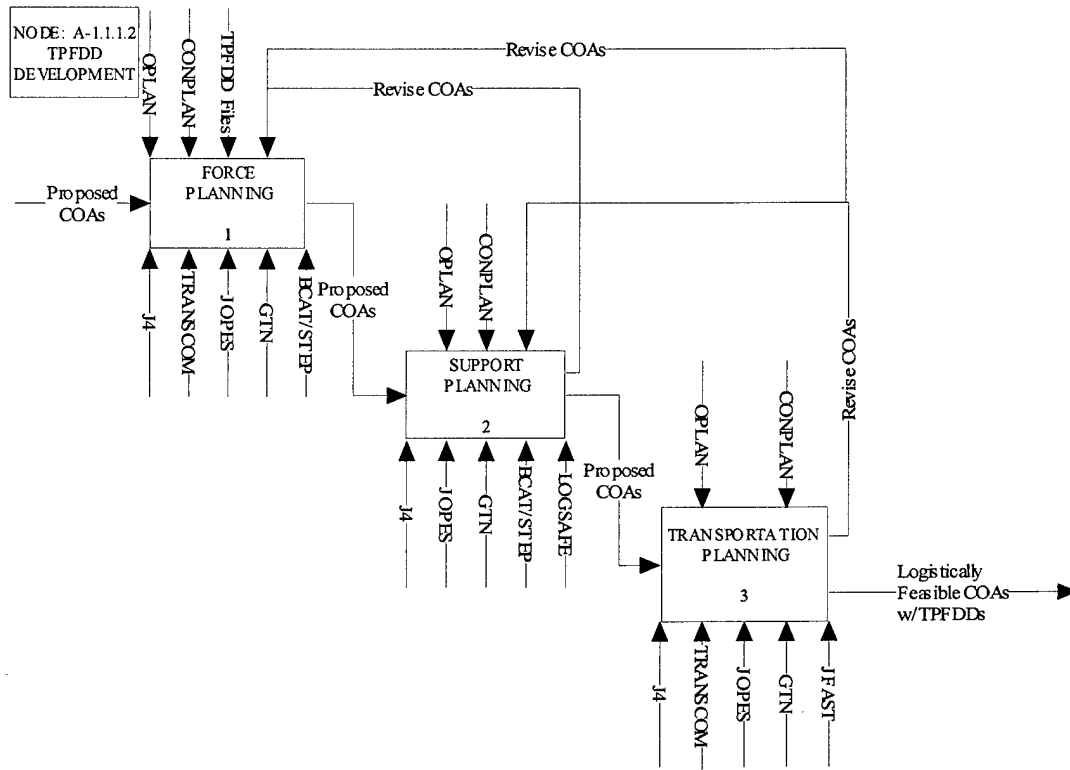 NODE: A-1.1.1.2
TPFDD
DEVELOPMENT
OPLAN
CONPLAN
TPFDD Files
Revise COAs
Revise COAs
Proposed
COAs
FORCE
PLANNING
1
J4
TRANSCOM
JOPES
GTN
BCAT/STEP
Proposed
COAs
OPLAN
CONPLAN
SUPPORT
PLANNING
2
J4
JOPES
GTN
BCAT/STEP
LOGSAFE
Proposed
COAs
Revise COAs
OPLAN
CONPLAN
TRANSPORTATION
PLANNING
3
J4
TRANSCOM
JOPES
GTN
JFAST
Logistically
Feasible COAs
w/TPFDDs